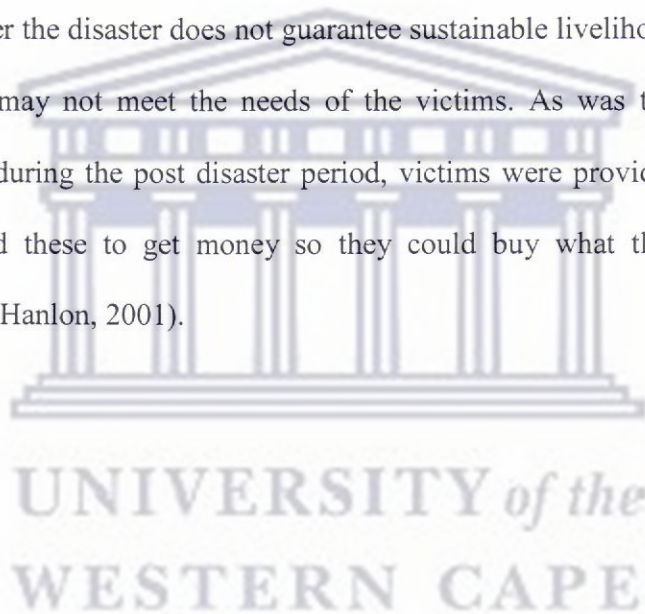 er the disaster does not guarantee sustainable liveliho
may not meet the needs of the victims. As was t
during the post disaster period, victims were provid
d these to get money so they could buy what th
Hanlon, 2001).
UNIVERSITY of the
WESTERN CAPE